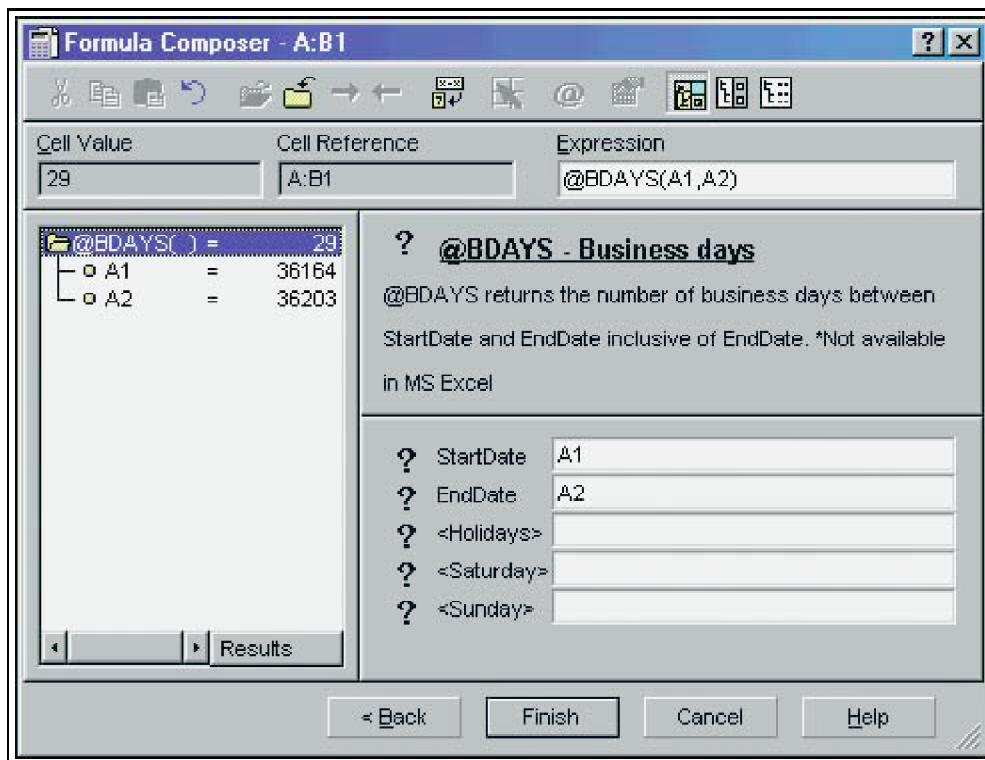 Formula Composer - A:B1
Cell Value
Cell Reference
Expression
29
A:B1
@BDAYS(A1,A2)
@BDAYS( ) = 29
A1 = 36164
A2 = 36203
Results
? @BDAYS - Business days
@BDAYS returns the number of business days between
StartDate and EndDate inclusive of EndDate. *Not available
in MS Excel
? StartDate A1
? EndDate A2
? <Holidays>
? <Saturday>
? <Sunday>
< Back
Finish
Cancel
Help